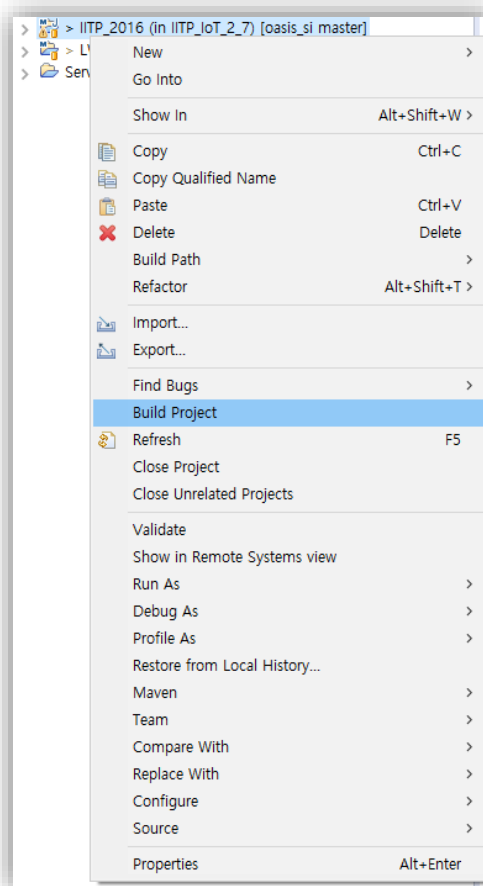 > IITP_2016 (in IITP_IoT_2_7) [oasis_si master]
New
Go Into
Show In Alt+Shift+W >
Copy Ctrl+C
Copy Qualified Name
Paste Ctrl+V
Delete Delete
Build Path
Refactor Alt+Shift+T >
Import...
Export...
Find Bugs
Build Project
Refresh F5
Close Project
Close Unrelated Projects
Validate
Show in Remote Systems view
Run As
Debug As
Profile As
Restore from Local History...
Maven
Team
Compare With
Replace With
Configure
Source
Properties Alt+Enter